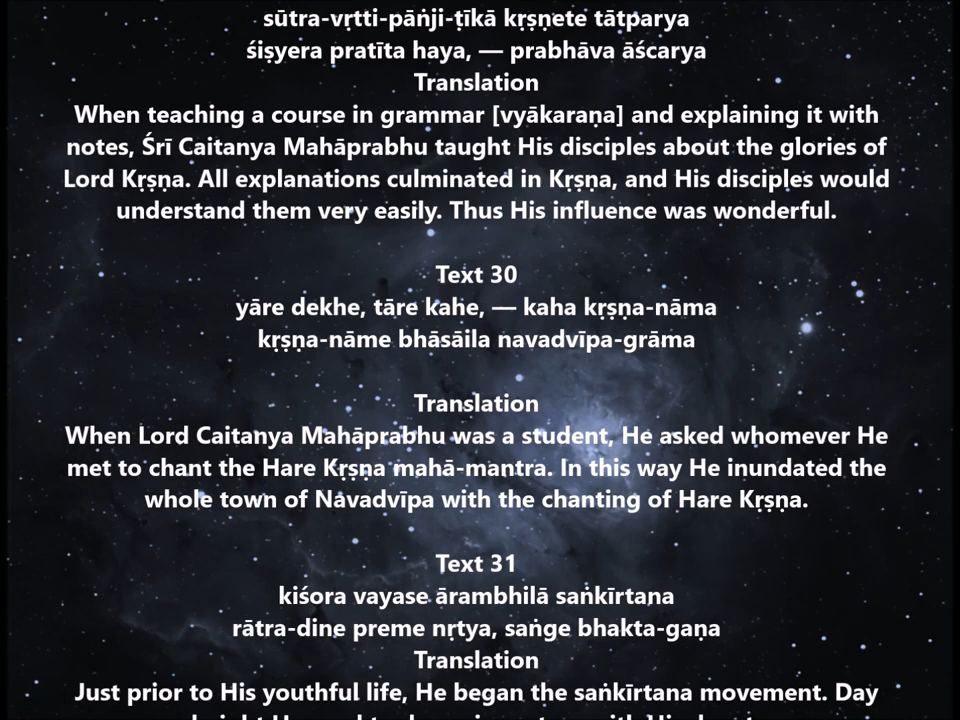 sūtra-vṛtti-pāṅji-ṭīkā kṛṣṇete tātparya
śiṣyera pratīta haya, — prabhāva āścarya
Translation
When teaching a course in grammar [vyākaraṇa] and explaining it with
notes, Śrī Caitanya Mahāprabhu taught His disciples about the glories of
Lord Kṛṣṇa. All explanations culminated in Kṛṣṇa, and His disciples would
understand them very easily. Thus His influence was wonderful.
Text 30
yāre dekhe, tāre kahe, — kaha kṛṣṇa-nāma
kṛṣṇa-nāme bhāsāila navadvīpa-grāma
Translation
When Lord Caitanya Mahāprabhu was a student, He asked whomever He
met to chant the Hare Kṛṣṇa mahā-mantra. In this way He inundated the
whole town of Navadvīpa with the chanting of Hare Kṛṣṇa.
Text 31
kiśora vayase ārambhilā saṅkīrtana
rātra-dine preme nṛtya, saṅge bhakta-gaṇa
Translation
Just prior to His youthful life, He began the saṅkīrtana movement. Day